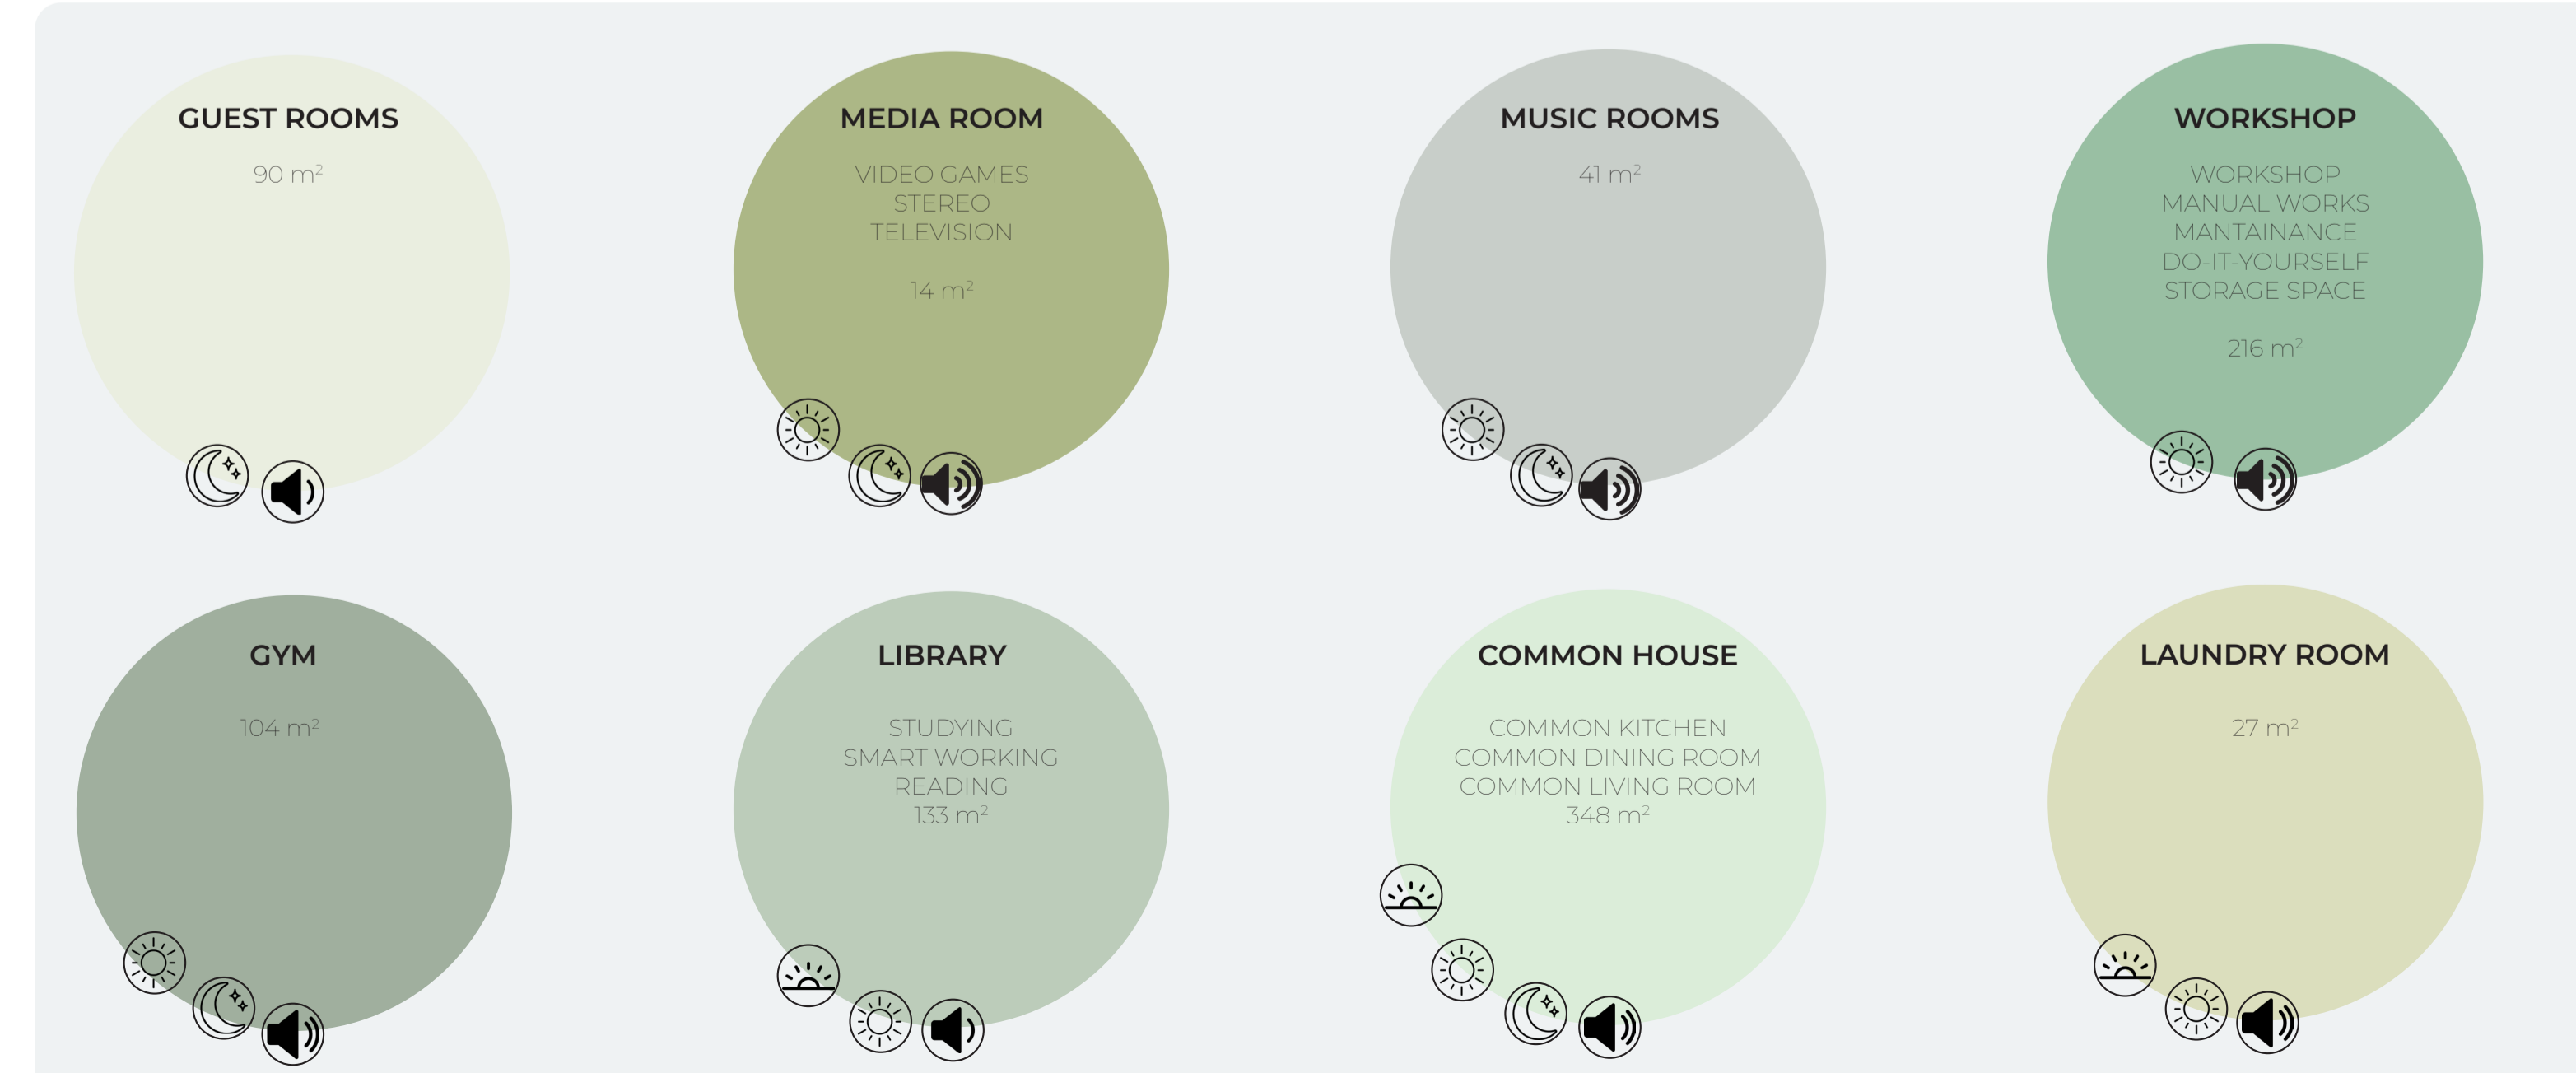 GUEST ROOMS
90 m²
MEDIA ROOM
VIDEO GAMES
STEREO
TELEVISION
14 m²
MUSIC ROOMS
41 m²
WORKSHOP
WORKSHOP
MANUAL WORKS
MANTAINANCE
DO-IT-YOURSELF
STORAGE SPACE
216 m²
GYM
104 m²
LIBRARY
STUDYING
SMART WORKING
READING
133 m²
COMMON HOUSE
COMMON KITCHEN
COMMON DINING ROOM
COMMON LIVING ROOM
348 m²
LAUNDRY ROOM
27 m²